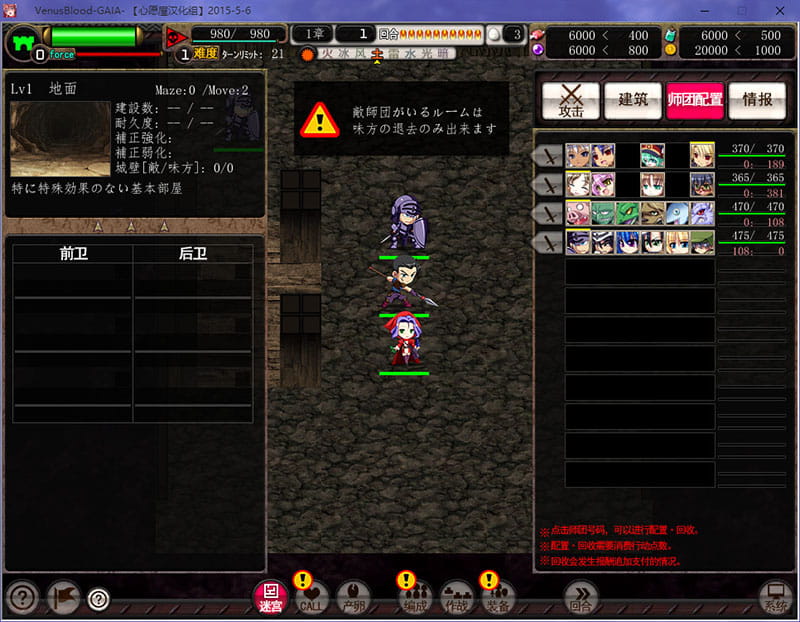 VenusBlood-GAIA- 【心愿屋汉化组】2015-5-6
980/ 980
1章
1
回合
3
6000 < 400
6000 < 500
0
force
1
难度
ターンリミット: 21
火氷风土雷水光暗
6000 < 800
20000 < 1000
Lv1 地面
Maze:0 /Move:2
建設数: -- / --
耐久度: -- / --
補正強化:
補正弱化:
城壁[敵/味方]: 0/0
特に特殊効果のない基本部屋
敵師団がいるルームは
味方の退去のみ出来ます
攻击
建筑
师团配置
情报
370/ 370
0: 189
365/ 365
0: 381
470/ 470
0: 108
475/ 475
108: 0
前卫
后卫
※点击师团号码，可以进行配置・回收。
※配置・回收需要消费行动点数。
※回收会发生报酬追加支付的情况。
迷宫
CALL
产卵
编成
作战
装备
回合
系统